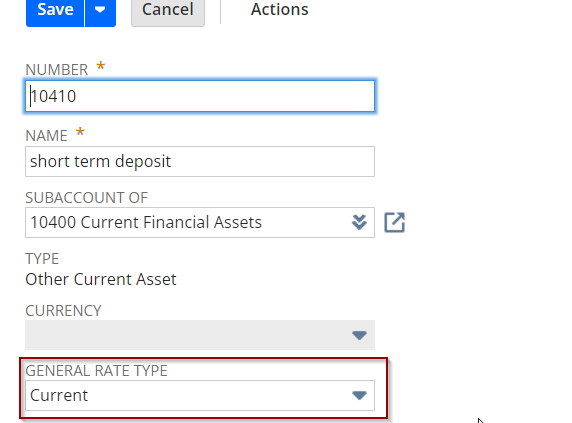 Save Cancel Actions
NUMBER *
10410
NAME *
short term deposit
SUBACCOUNT OF
10400 Current Financial Assets
TYPE
Other Current Asset
CURRENCY
GENERAL RATE TYPE
Current